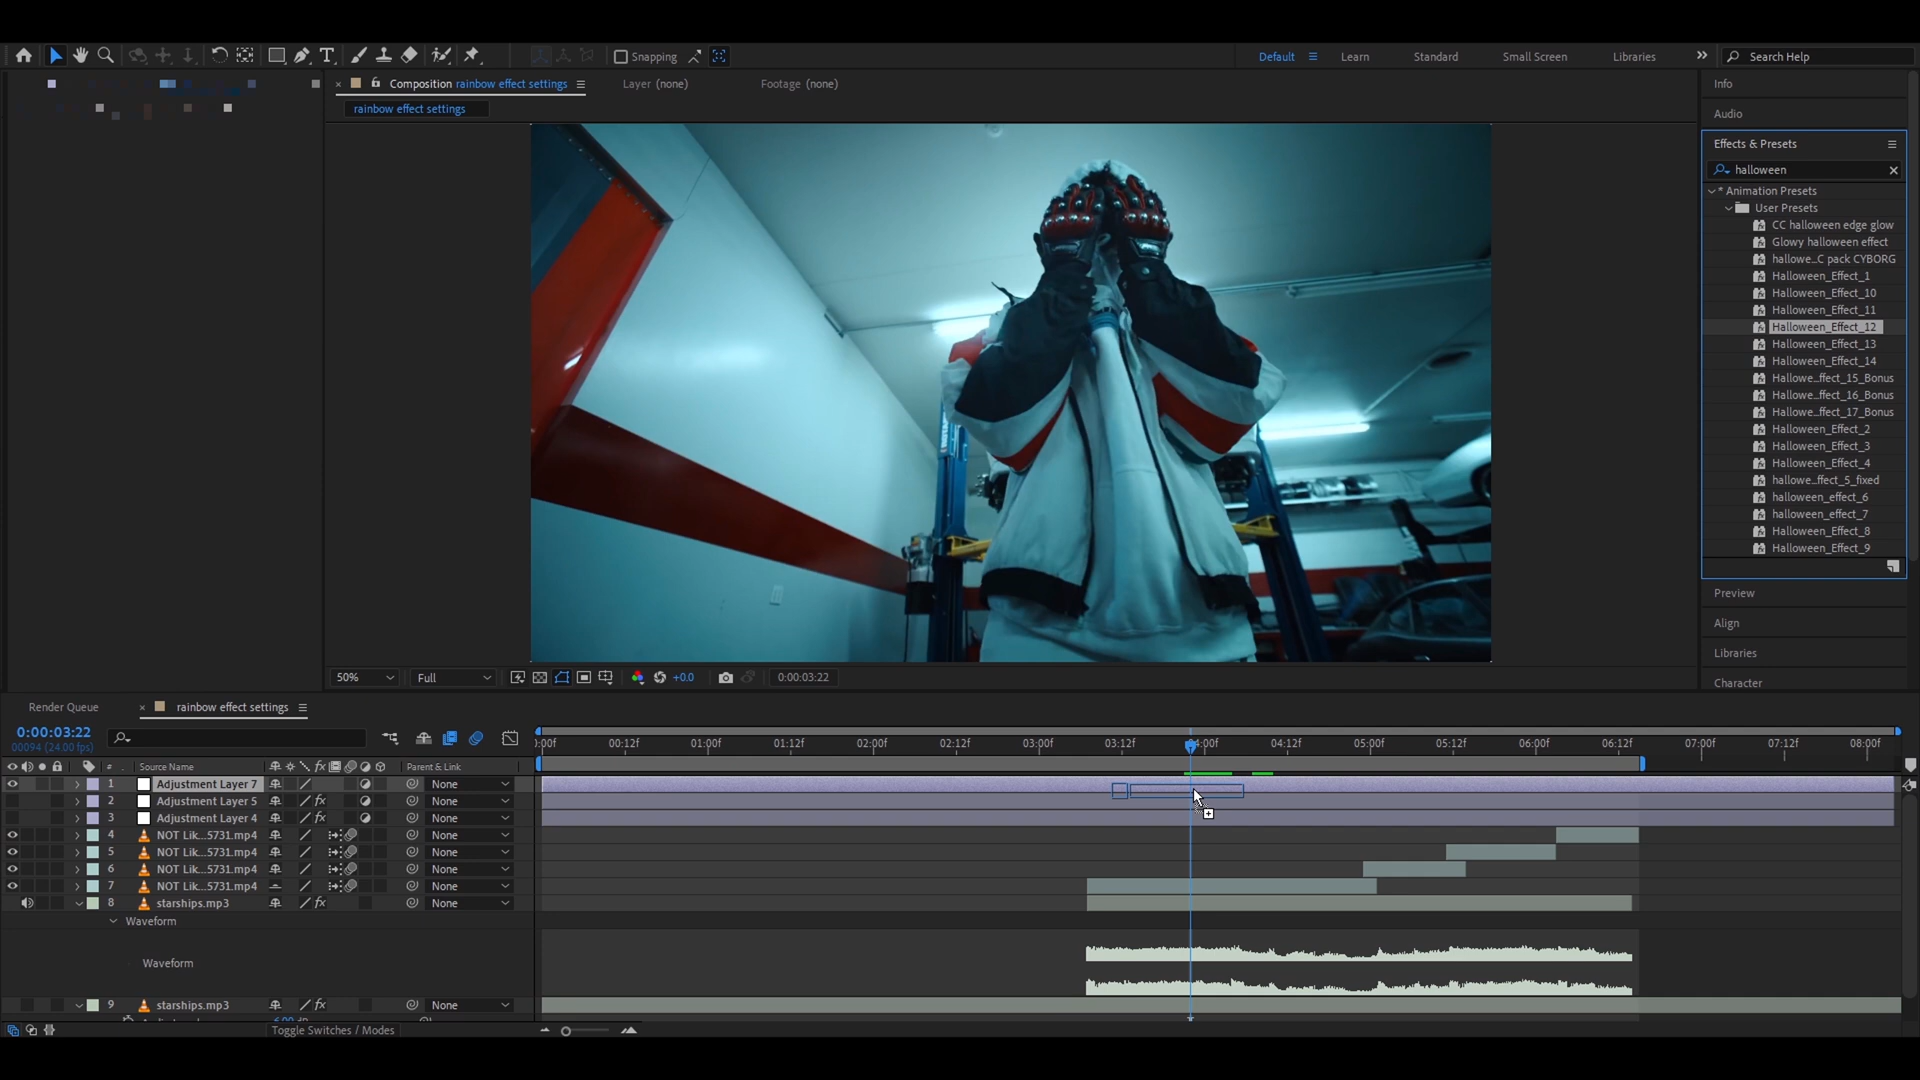 Snapping
Default
Learn
Standard
Small Screen
Libraries
Search Help
Composition rainbow effect settings
Layer (none)
Footage (none)
rainbow effect settings
Info
Audio
Effects & Presets
halloween
* Animation Presets
User Presets
CC halloween edge glow
Glowy halloween effect
hallowe...C pack CYBORG
Halloween_Effect_1
Halloween_Effect_10
Halloween_Effect_11
Halloween_Effect_12
Halloween_Effect_13
Halloween_Effect_14
Hallowe...ffect_15_Bonus
Hallowe...ffect_16_Bonus
Hallowe...ffect_17_Bonus
Halloween_Effect_2
Halloween_Effect_3
Halloween_Effect_4
hallowe...ffect_5_fixed
halloween_effect_6
halloween_effect_7
Halloween_Effect_8
Halloween_Effect_9
Preview
Align
Libraries
Character
50%
Full
+0.0
0:00:03:22
Render Queue
rainbow effect settings
0:00:03:22
00094 (24.00 fps)
:00f 00:12f 01:00f 01:12f 02:00f 02:12f 03:00f 03:12f 04:00f 04:12f 05:00f 05:12f 06:00f 06:12f 07:00f 07:12f 08:00f
# Source Name fx Parent & Link
1 Adjustment Layer 7 None
2 Adjustment Layer 5 fx None
3 Adjustment Layer 4 fx None
4 NOT Lik...5731.mp4 None
5 NOT Lik...5731.mp4 None
6 NOT Lik...5731.mp4 None
7 NOT Lik...5731.mp4 None
8 starships.mp3 fx None
Waveform
Waveform
9 starships.mp3 fx None
Toggle Switches / Modes